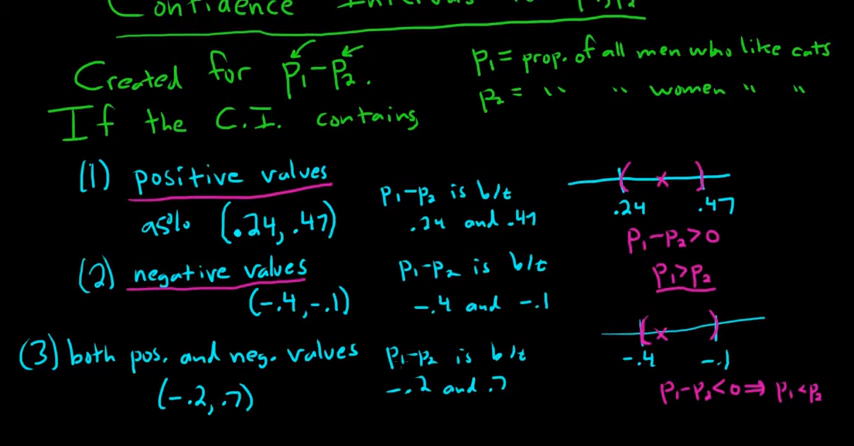 Confidence Intervals
Created for p₁-p₂.
If the C.I. contains
p₁ = prop. of all men who like cats
p₂ = " " women " "
(1) positive values
95% (.24, .47)
p₁-p₂ is b/t
.24 and .47
.24 .47
p₁-p₂>0
p₁>p₂
(2) negative values
(-.4, -.1)
p₁-p₂ is b/t
-.4 and -.1
-.4 -.1
p₁-p₂<0 ⟹ p₁<p₂
(3) both pos. and neg. values
(-.2, .7)
p₁-p₂ is b/t
-.2 and .7